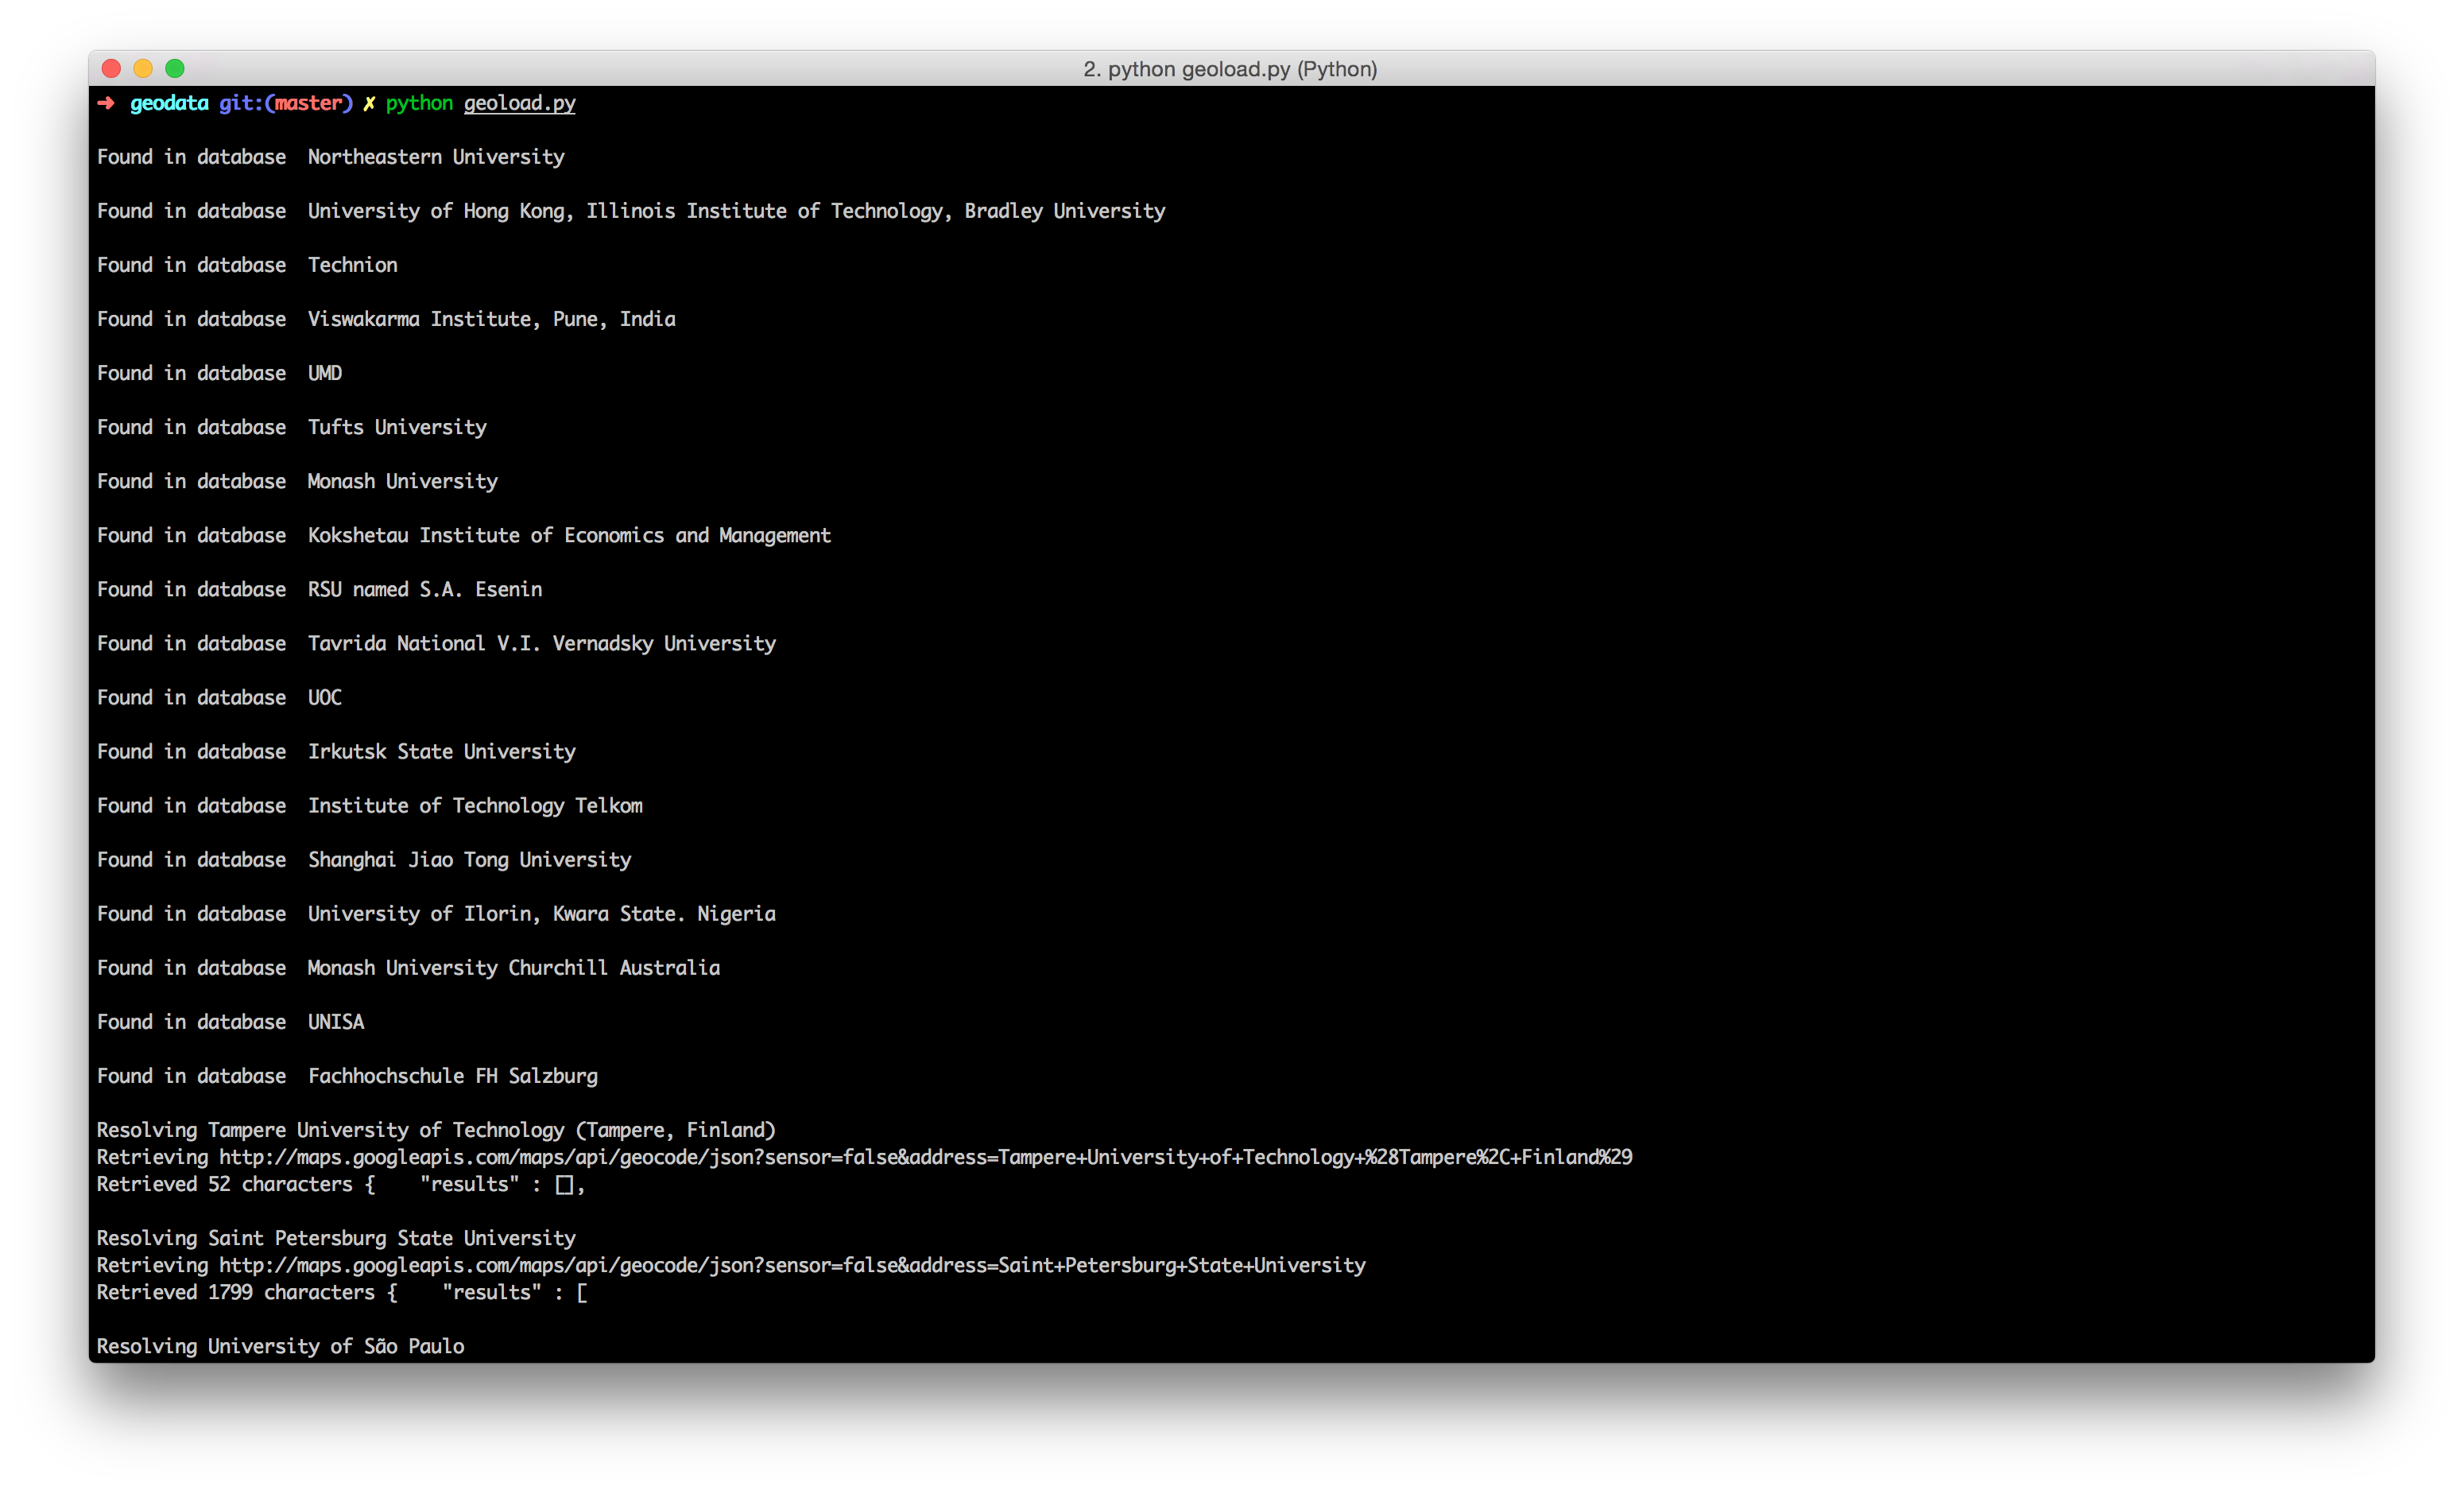 2. python geoload.py (Python)
➜ geodata git:(master) ✗ python geoload.py
Found in database  Northeastern University
Found in database  University of Hong Kong, Illinois Institute of Technology, Bradley University
Found in database  Technion
Found in database  Viswakarma Institute, Pune, India
Found in database  UMD
Found in database  Tufts University
Found in database  Monash University
Found in database  Kokshetau Institute of Economics and Management
Found in database  RSU named S.A. Esenin
Found in database  Tavrida National V.I. Vernadsky University
Found in database  UOC
Found in database  Irkutsk State University
Found in database  Institute of Technology Telkom
Found in database  Shanghai Jiao Tong University
Found in database  University of Ilorin, Kwara State. Nigeria
Found in database  Monash University Churchill Australia
Found in database  UNISA
Found in database  Fachhochschule FH Salzburg
Resolving Tampere University of Technology (Tampere, Finland)
Retrieving http://maps.googleapis.com/maps/api/geocode/json?sensor=false&address=Tampere+University+of+Technology+%28Tampere%2C+Finland%29
Retrieved 52 characters {    "results" : [],
Resolving Saint Petersburg State University
Retrieving http://maps.googleapis.com/maps/api/geocode/json?sensor=false&address=Saint+Petersburg+State+University
Retrieved 1799 characters {    "results" : [
Resolving University of São Paulo